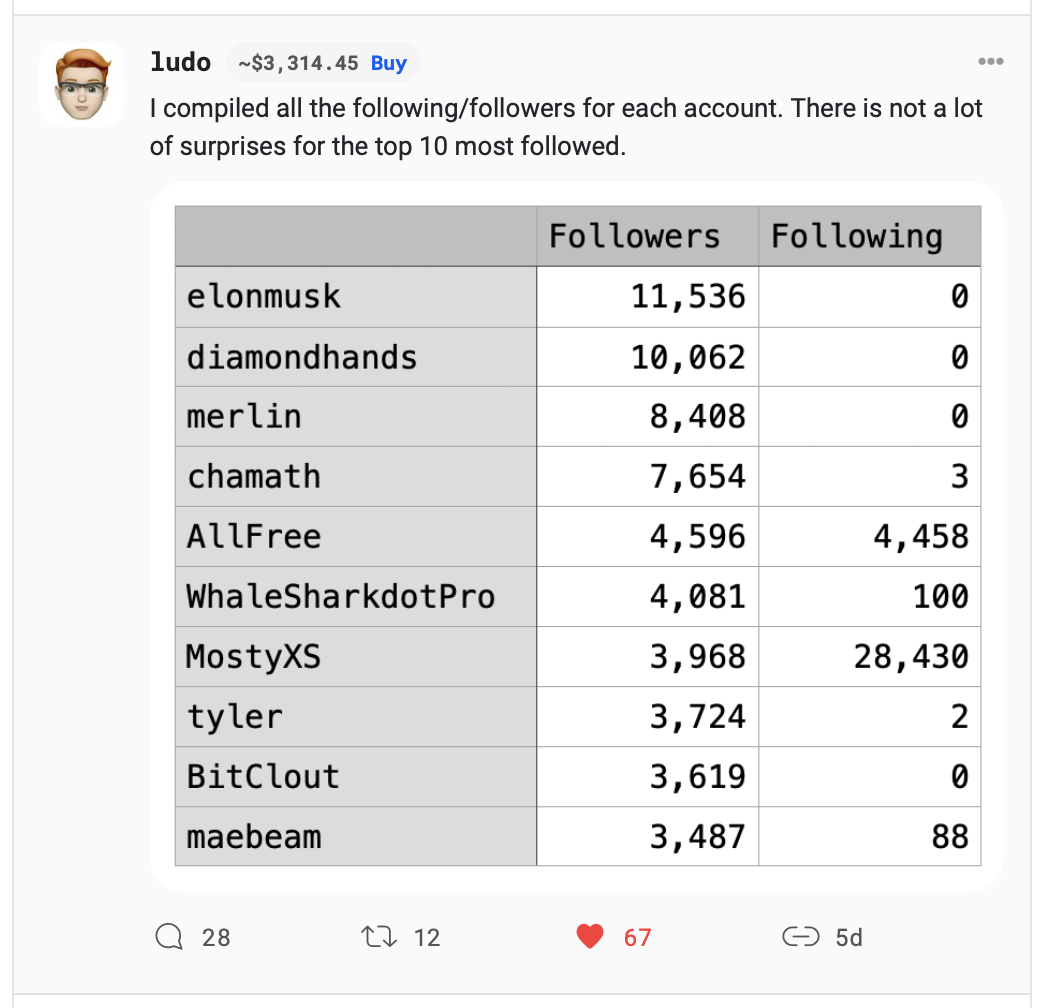 ludo ~$3,314.45 Buy
I compiled all the following/followers for each account. There is not a lot
of surprises for the top 10 most followed.
Followers Following
elonmusk 11,536 0
diamondhands 10,062 0
merlin 8,408 0
chamath 7,654 3
AllFree 4,596 4,458
WhaleSharkdotPro 4,081 100
MostyXS 3,968 28,430
tyler 3,724 2
BitClout 3,619 0
maebeam 3,487 88
28 12 67 5d